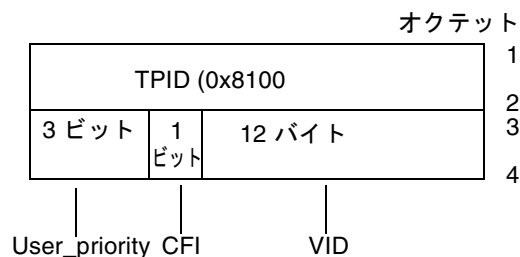 オクテット
TPID (0x8100
1
2
3 ビット
1
ビット
12 バイト
3
4
User_priority
CFI
VID